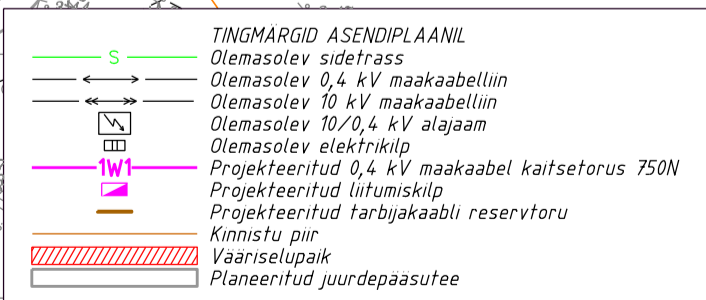 TINGMÄRGID ASENDIPLAANIL
S Olemasolev sidetrass
Olemasolev 0,4 kV maakaabelliin
Olemasolev 10 kV maakaabelliin
Olemasolev 10/0,4 kV alajaam
Olemasolev elektrikilp
1W1 Projekteeritud 0,4 kV maakaabel kaitsetorus 750N
Projekteeritud liitumiskilp
Projekteeritud tarbijakaabli reservtoru
Kinnistu piir
Vääriselupaik
Planeeritud juurdepääsutee